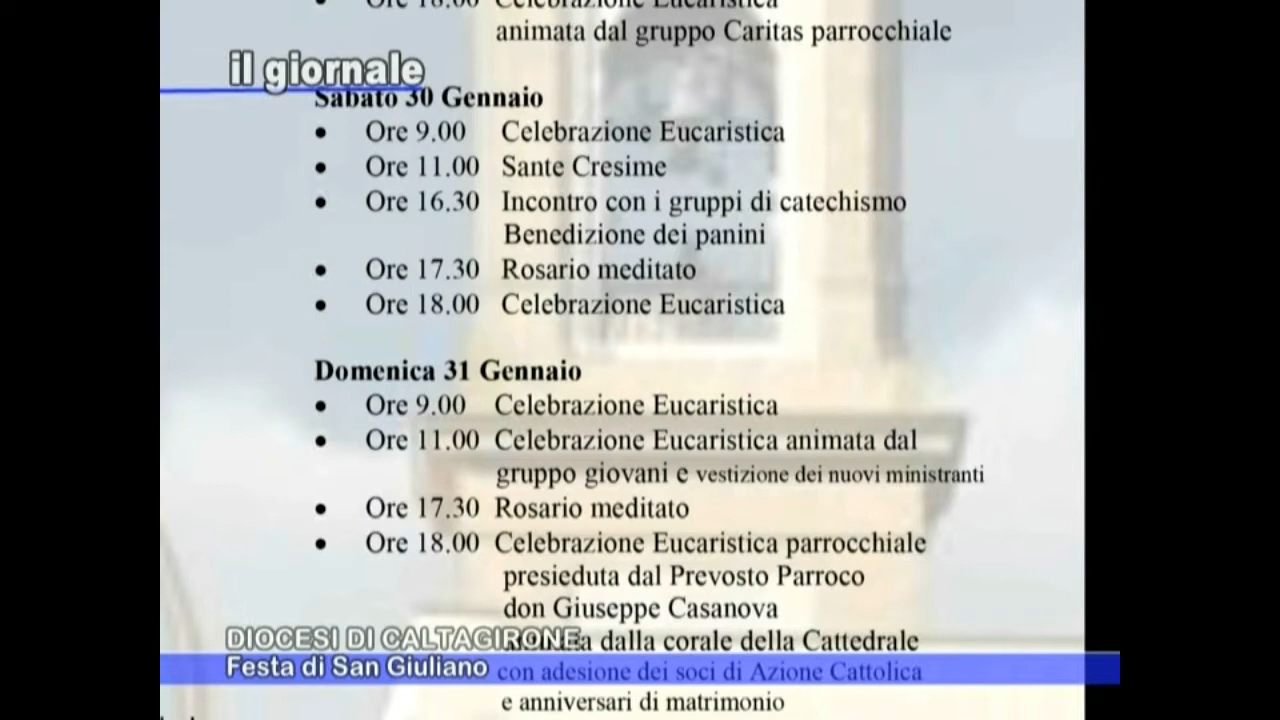 Ore 18.00 Celebrazione Eucaristica
animata dal gruppo Caritas parrocchiale
il giornale
Sabato 30 Gennaio
• Ore 9.00 Celebrazione Eucaristica
• Ore 11.00 Sante Cresime
• Ore 16.30 Incontro con i gruppi di catechismo
Benedizione dei panini
• Ore 17.30 Rosario meditato
• Ore 18.00 Celebrazione Eucaristica
Domenica 31 Gennaio
• Ore 9.00 Celebrazione Eucaristica
• Ore 11.00 Celebrazione Eucaristica animata dal
gruppo giovani e vestizione dei nuovi ministranti
• Ore 17.30 Rosario meditato
• Ore 18.00 Celebrazione Eucaristica parrocchiale
presieduta dal Prevosto Parroco
don Giuseppe Casanova
DIOCESI DI CALTAGIRONE
dalla corale della Cattedrale
Festa di San Giuliano
con adesione dei soci di Azione Cattolica
e anniversari di matrimonio